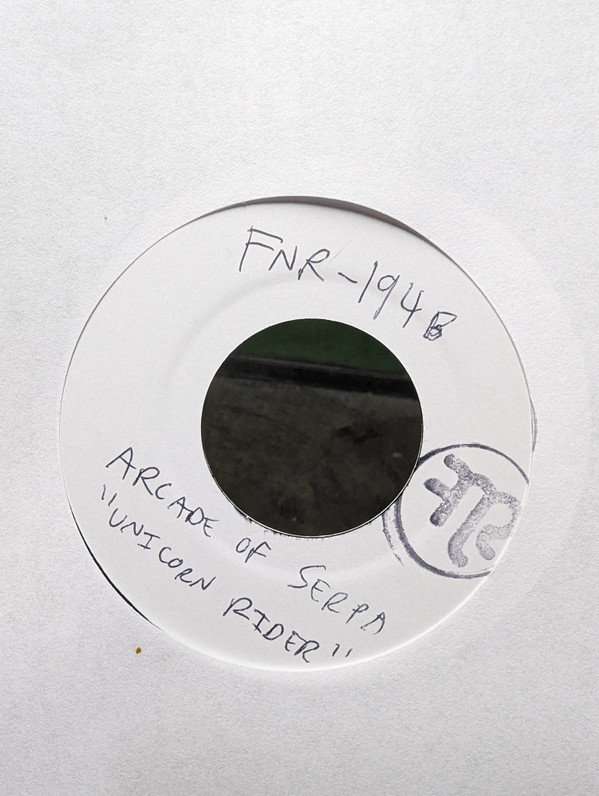 FNR-194B
ARCADE OF SERPA
"UNICORN RIDER"